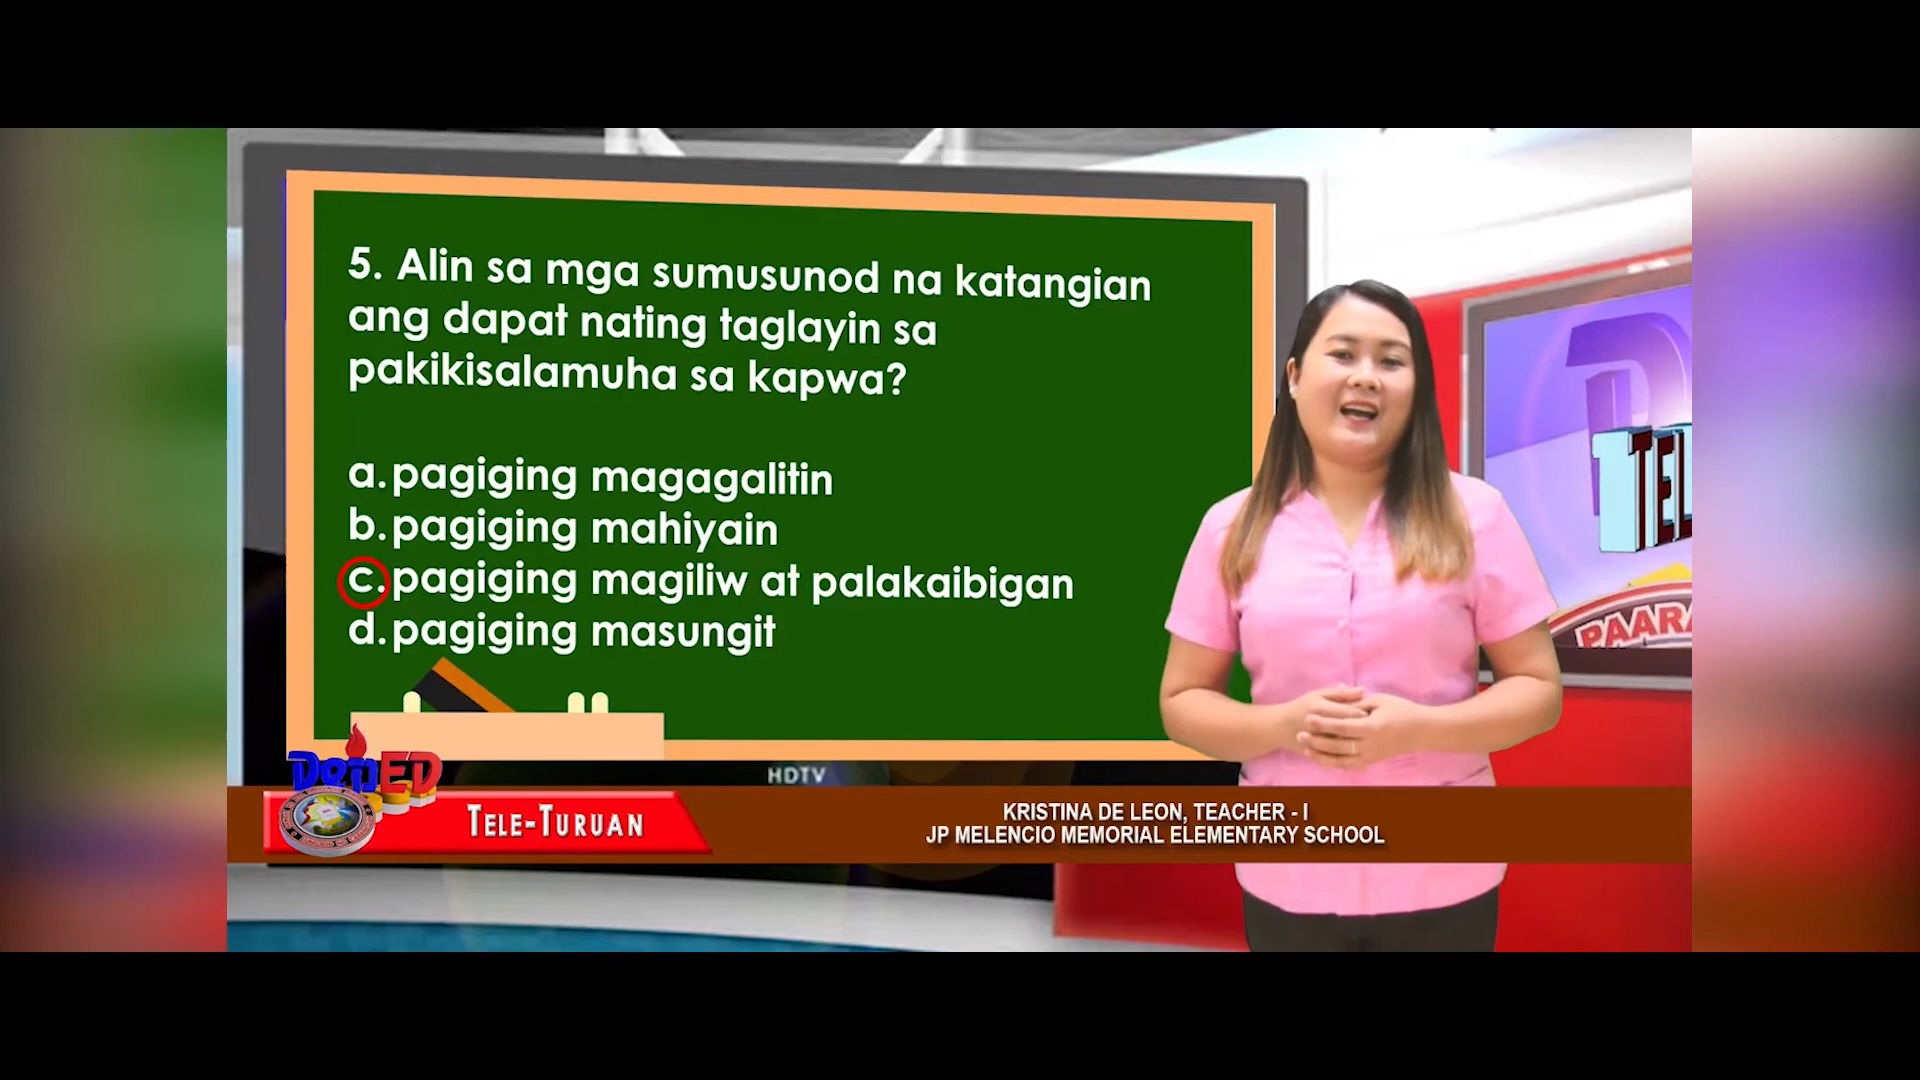 5. Alin sa mga sumusunod na katangian
ang dapat nating taglayin sa
pakikisalamuha sa kapwa?
a. pagiging magagalitin
b. pagiging mahiyain
c. pagiging magiliw at palakaibigan
d. pagiging masungit
TEL
PAARA
HDTV
DepED
TELE-TURUAN
KRISTINA DE LEON, TEACHER - I
JP MELENCIO MEMORIAL ELEMENTARY SCHOOL